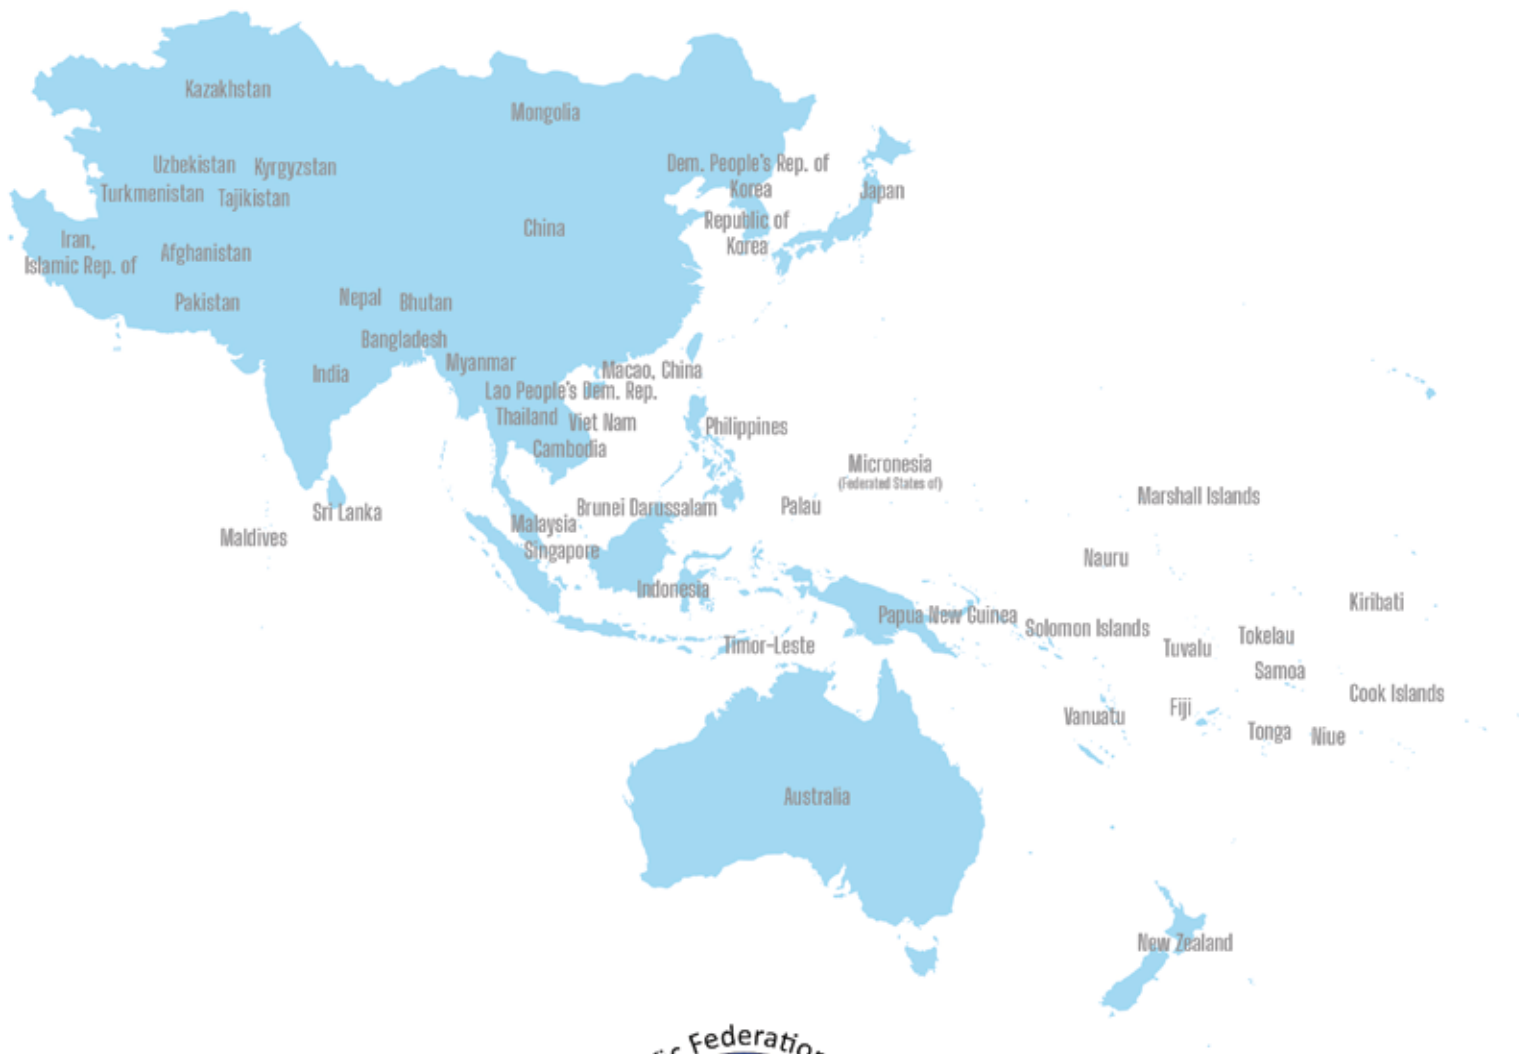 Kazakhstan
Mongolia
Uzbekistan
Kyrgyzstan
Dem. People's Rep. of
Korea
Japan
Turkmenistan
Tajikistan
Republic of
Korea
China
Iran,
Islamic Rep. of
Afghanistan
Pakistan
Nepal
Bhutan
Bangladesh
Myanmar
India
Macao, China
Lao People's Dem. Rep.
Thailand
Viet Nam
Philippines
Cambodia
Micronesia
(Federated States of)
Marshall Islands
Sri Lanka
Brunei Darussalam
Palau
Maldives
Malaysia
Singapore
Nauru
Indonesia
Kiribati
Papua New Guinea
Solomon Islands
Timor-Leste
Tuvalu
Tokelau
Samoa
Cook Islands
Vanuatu
Fiji
Tonga
Niue
Australia
New Zealand
Federation